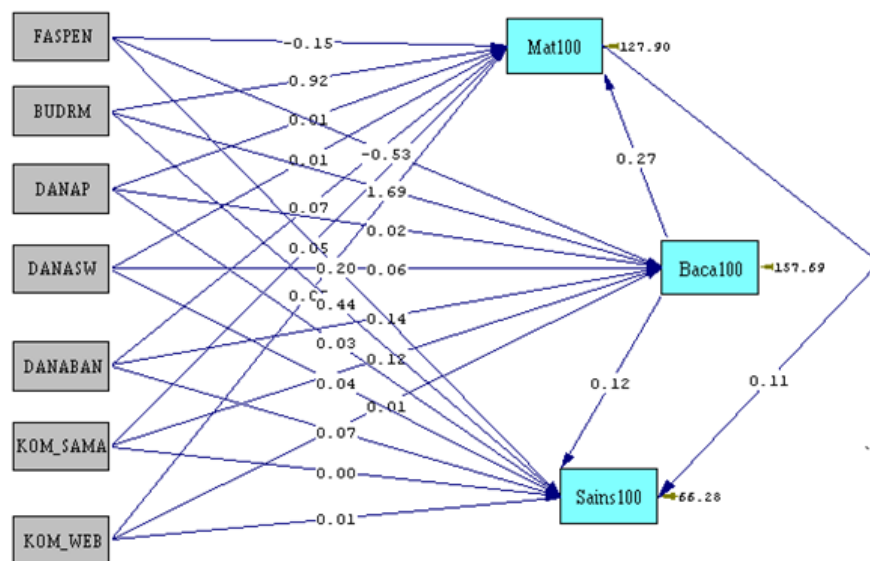 FASPEN
BUDRM
DANAP
DANASW
DANABAN
KOM_SAMA
KOM_WEB
Mat100
Baca100
Sains100
127.90
157.69
66.28
-0.15
0.92
0.01
0.01
0.07
0.05
-0.53
1.69
0.02
0.06
0.14
0.12
0.01
0.20
0.44
0.03
0.04
0.07
0.00
0.01
0.27
0.12
0.11